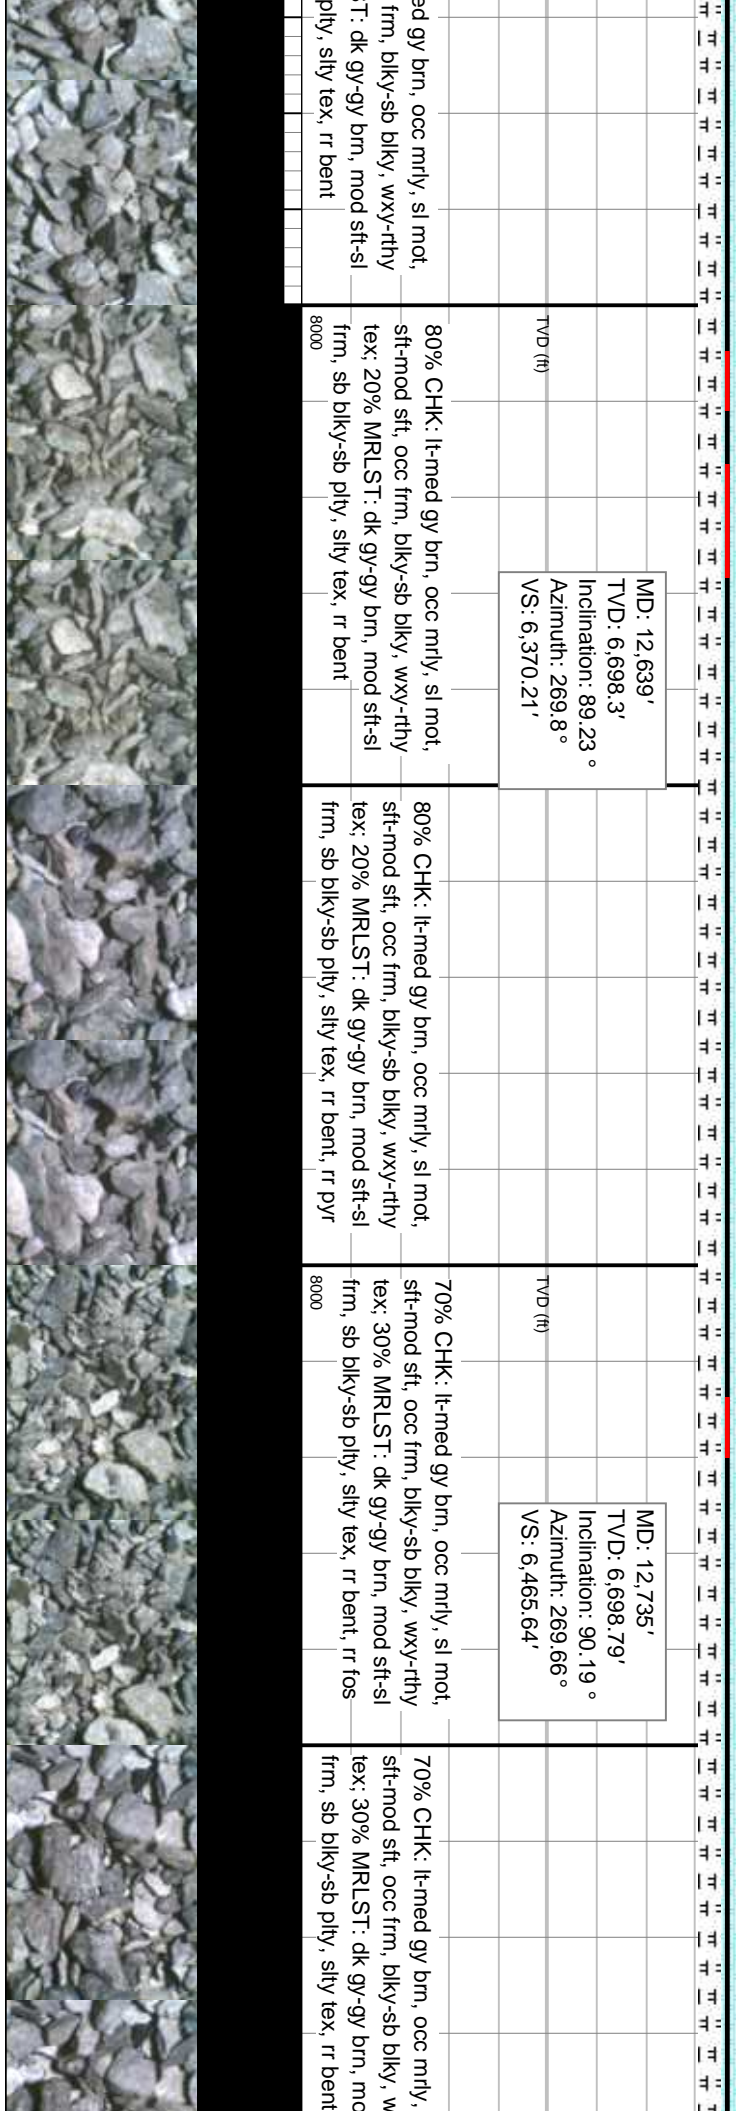 ed gy brn, occ mrly, sl mot,
frm, blky-sb blky, wxy-rthy
ST: dk gy-gy brn, mod sft-sl
plty, slty tex, rr bent
TVD (ft)
8000
80% CHK: lt-med gy brn, occ mrly, sl mot,
sft-mod sft, occ frm, blky-sb blky, wxy-rthy
tex; 20% MRLST: dk gy-gy brn, mod sft-sl
frm, sb blky-sb plty, slty tex, rr bent
MD: 12,639'
TVD: 6,698.3'
Inclination: 89.23 °
Azimuth: 269.8°
VS: 6,370.21'
80% CHK: lt-med gy brn, occ mrly, sl mot,
sft-mod sft, occ frm, blky-sb blky, wxy-rthy
tex; 20% MRLST: dk gy-gy brn, mod sft-sl
frm, sb blky-sb plty, slty tex, rr bent, rr pyr
TVD (ft)
8000
70% CHK: lt-med gy brn, occ mrly, sl mot,
sft-mod sft, occ frm, blky-sb blky, wxy-rthy
tex; 30% MRLST: dk gy-gy brn, mod sft-sl
frm, sb blky-sb plty, slty tex, rr bent, rr fos
MD: 12,735'
TVD: 6,698.79'
Inclination: 90.19 °
Azimuth: 269.66°
VS: 6,465.64'
70% CHK: lt-med gy brn, occ mrly,
sft-mod sft, occ frm, blky-sb blky, w
tex; 30% MRLST: dk gy-gy brn, mo
frm, sb blky-sb plty, slty tex, rr bent